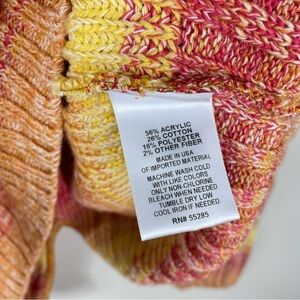 56% ACRYLIC
26% COTTON
16% POLYESTER
2% OTHER FIBER
MADE IN USA
OF IMPORTED MATERIAL
MACHINE WASH COLD
WITH LIKE COLORS
ONLY NON-CHLORINE
BLEACH WHEN NEEDED
TUMBLE DRY LOW
COOL IRON IF NEEDED
RN# 55285